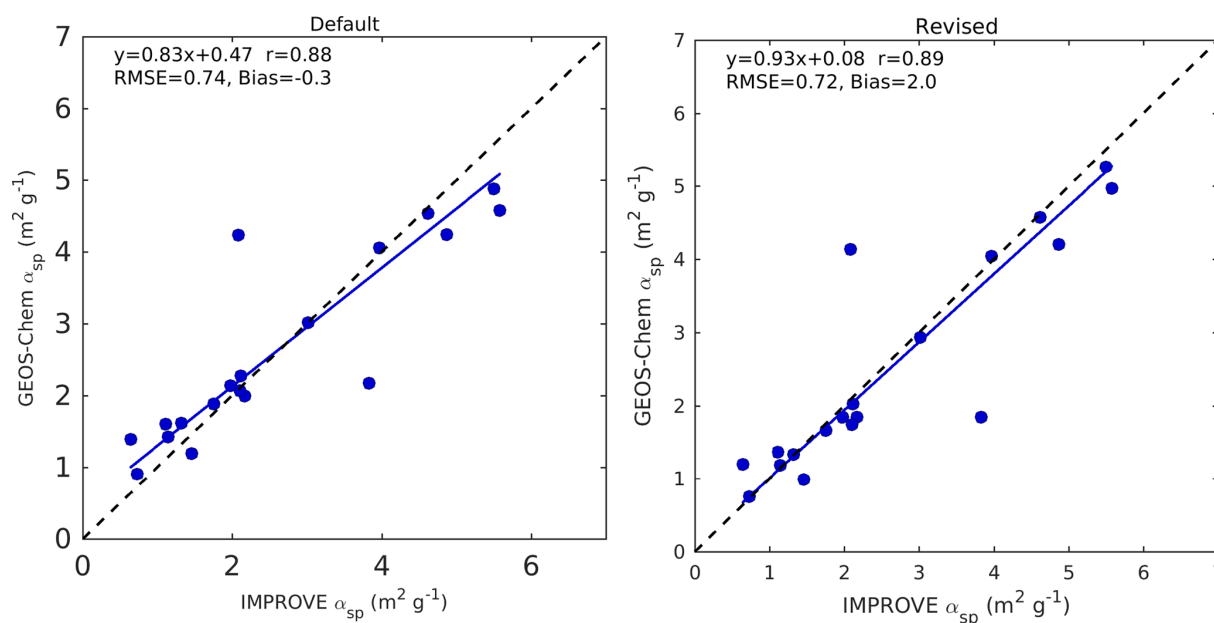 Default
y=0.83x+0.47 r=0.88
RMSE=0.74, Bias=-0.3
7
6
5
4
3
2
1
0
0
2
4
6
GEOS-Chem αsp (m² g⁻¹)
IMPROVE αsp (m² g⁻¹)
Revised
y=0.93x+0.08 r=0.89
RMSE=0.72, Bias=2.0
7
6
5
4
3
2
1
0
0
1
2
3
4
5
6
7
GEOS-Chem αsp (m² g⁻¹)
IMPROVE αsp (m² g⁻¹)